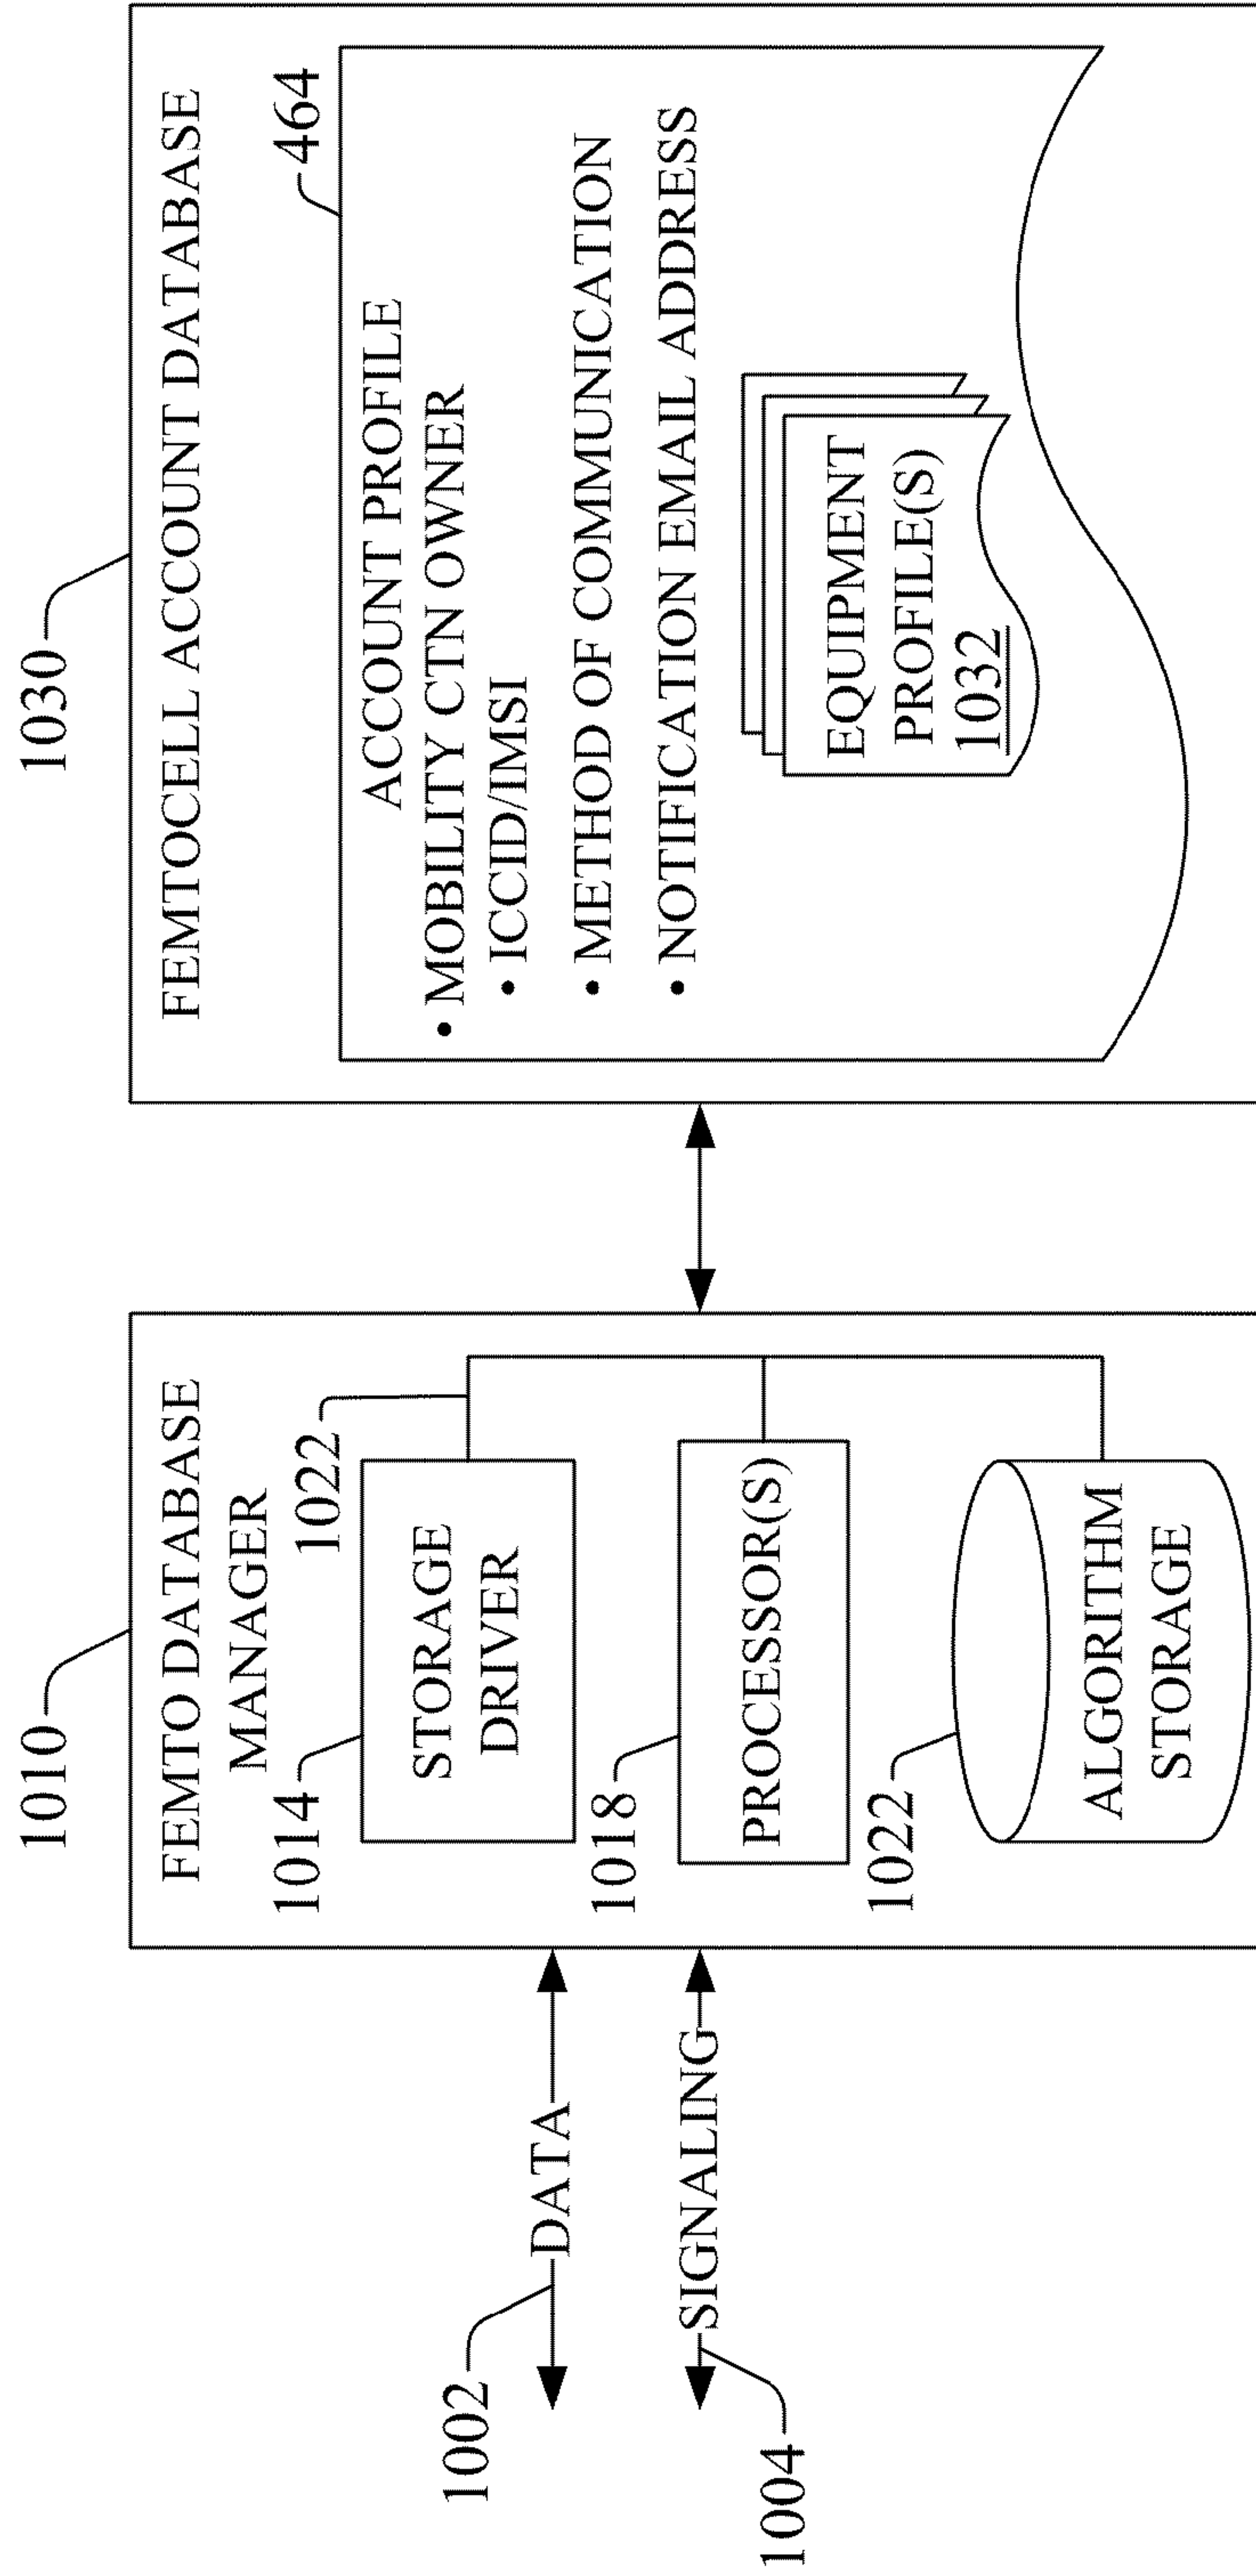 1010
FEMTO DATABASE
MANAGER
1014
STORAGE
DRIVER
1022
1018
PROCESSOR(S)
1022
ALGORITHM
STORAGE
1002
DATA
SIGNALING
1004
1030
FEMTOCELL ACCOUNT DATABASE
464
ACCOUNT PROFILE
• MOBILITY CTN OWNER
• ICCID/IMSI
• METHOD OF COMMUNICATION
• NOTIFICATION EMAIL ADDRESS
EQUIPMENT
PROFILE(S)
1032